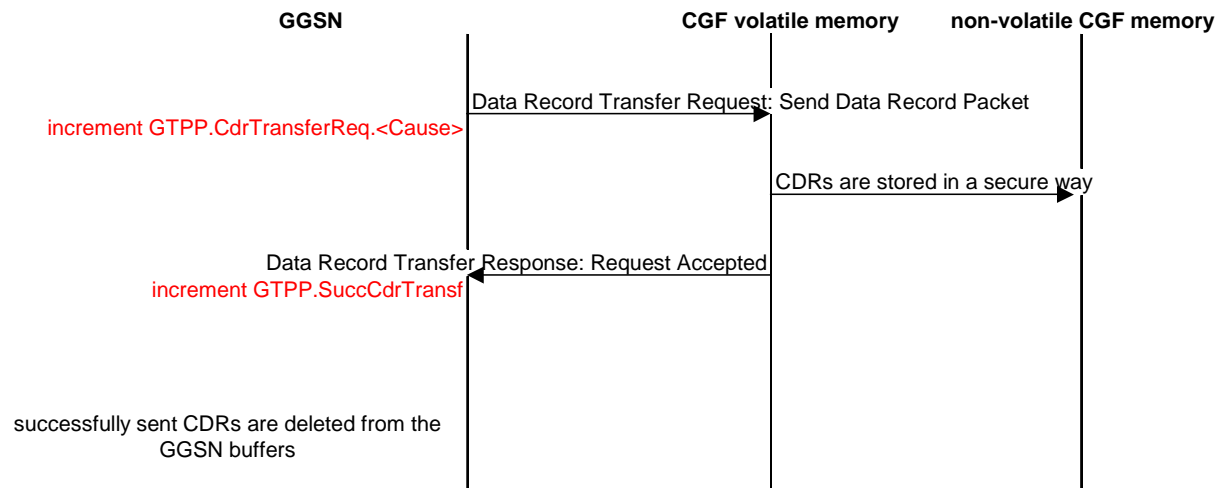 GGSN
CGF volatile memory
non-volatile CGF memory
Data Record Transfer Request: Send Data Record Packet
increment GTPP.CdrTransferReq.<Cause>
CDRs are stored in a secure way
Data Record Transfer Response: Request Accepted
increment GTPP.SuccCdrTransf
successfully sent CDRs are deleted from the
GGSN buffers